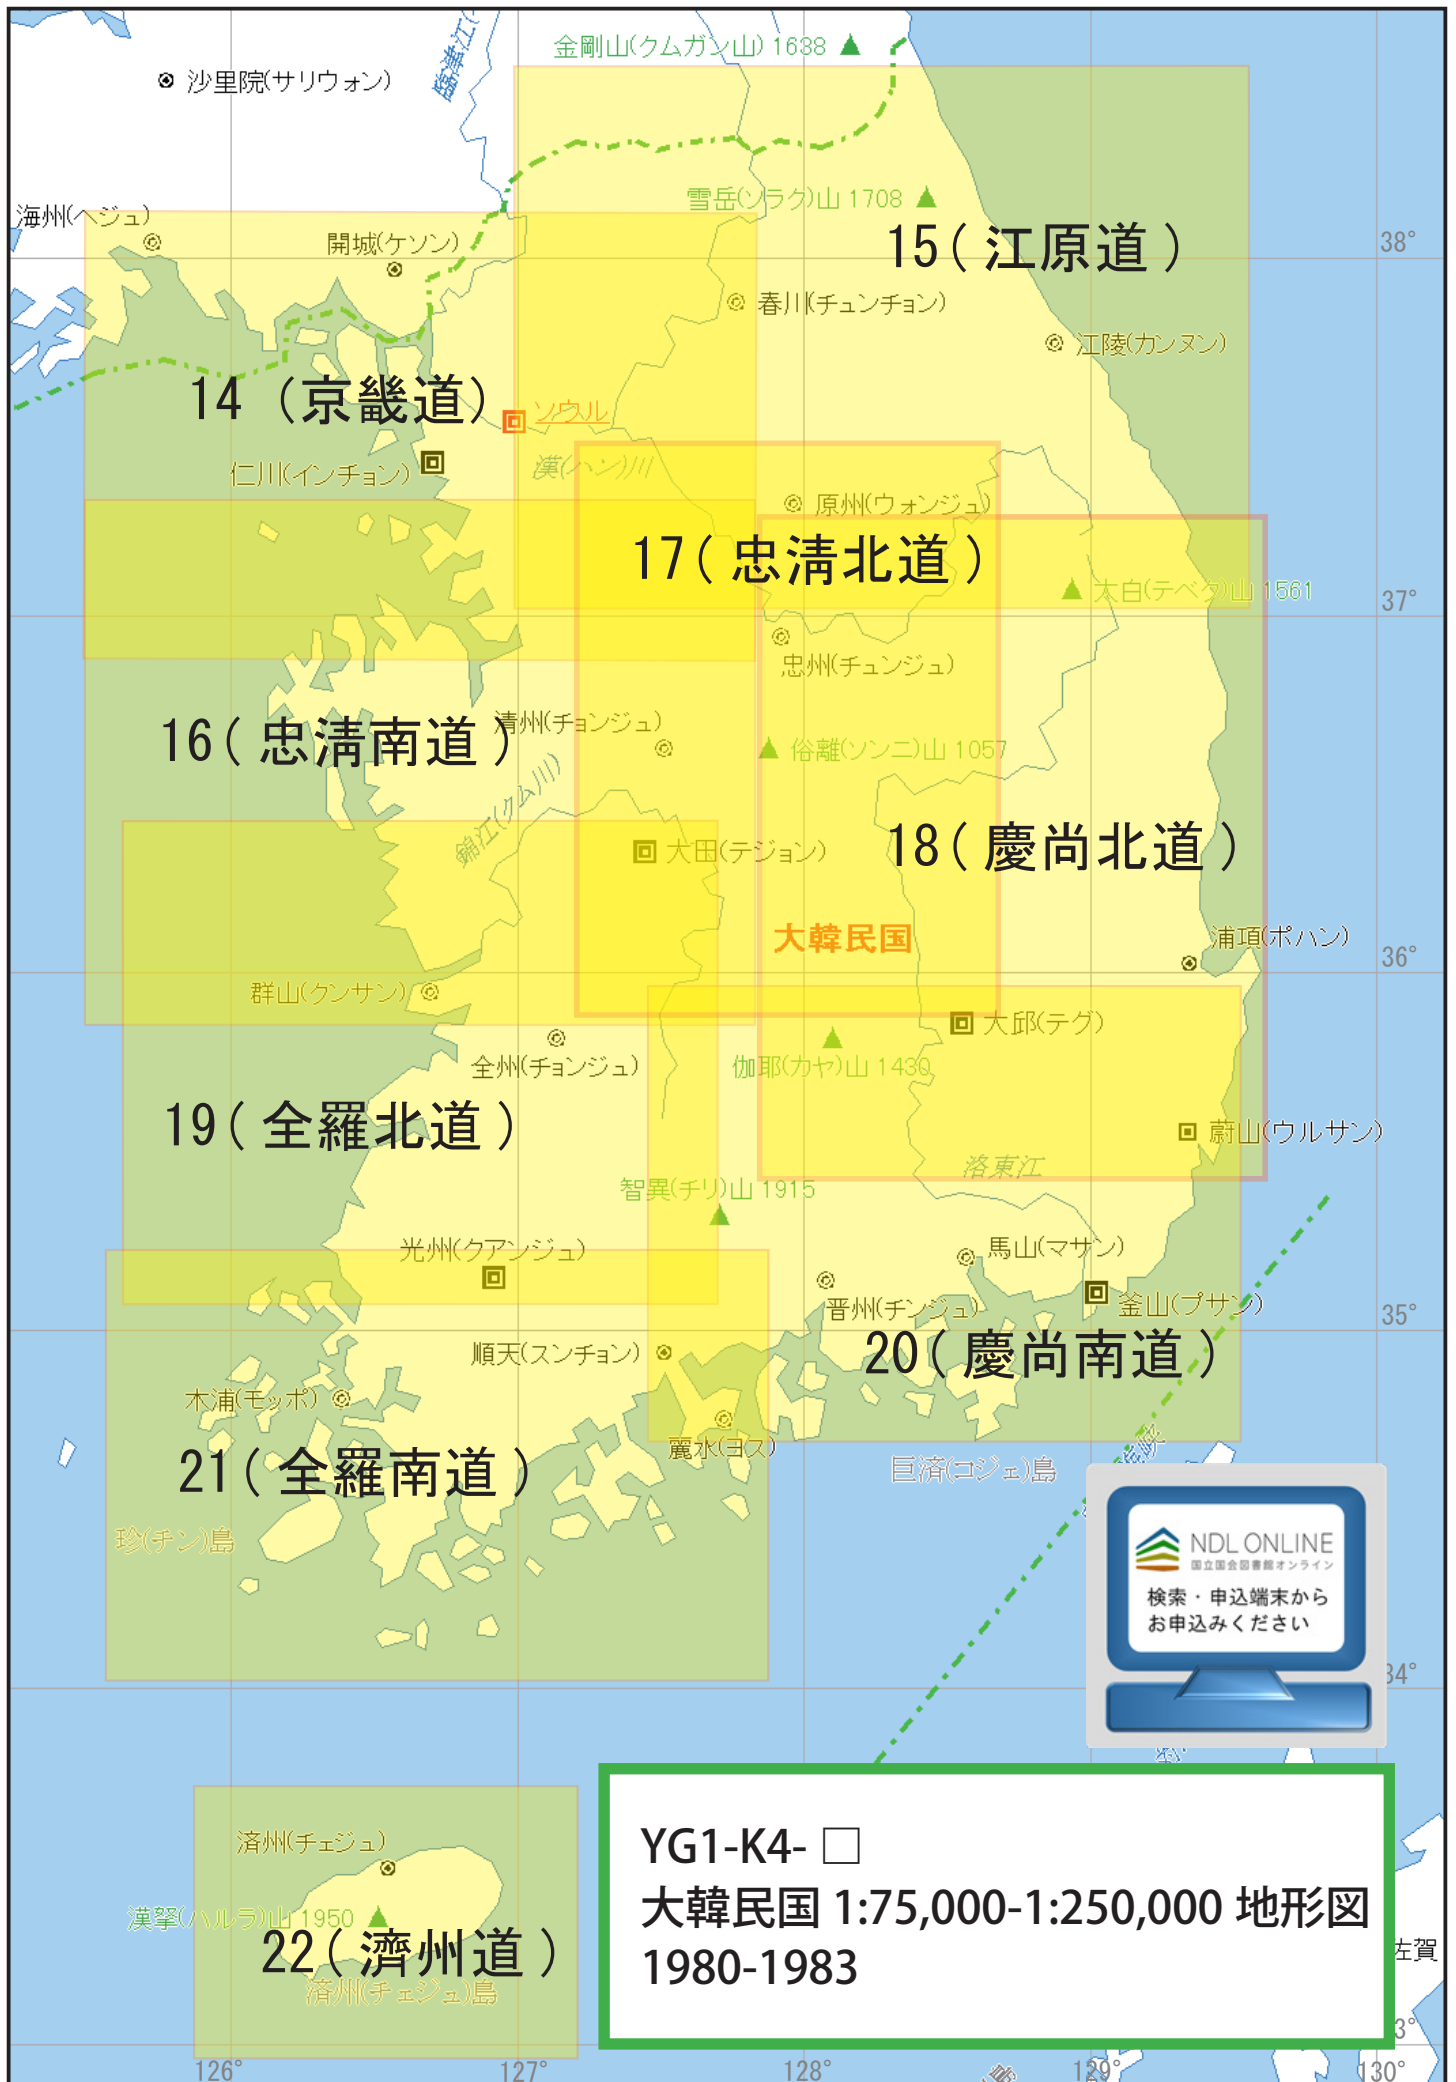 金剛山(クムガン山) 1638
沙里院(サリウォン)
臨津江
雪岳(ソラク)山 1708
海州(ヘジュ)
開城(ケソン)
15( 江原道 )
38°
春川(チュンチョン)
江陵(カンヌン)
14 (京畿道)
ソウル
仁川(インチョン)
漢(ハン)川
原州(ウォンジュ)
17( 忠淸北道 )
太白(テベク)山 1561
37°
忠州(チュンジュ)
16( 忠淸南道 )
清州(チョンジュ)
俗離(ソンニ)山 1057
錦江(クム川)
大田(テジョン)
18( 慶尚北道 )
大韓民国
浦項(ポハン)
36°
群山(クンサン)
大邱(テグ)
全州(チョンジュ)
伽耶(カヤ)山 1430
19( 全羅北道 )
蔚山(ウルサン)
洛東江
智異(チリ)山 1915
光州(クアンジュ)
馬山(マサン)
晋州(チンジュ)
釜山(プサン)
35°
順天(スンチョン)
20( 慶尚南道 )
木浦(モッポ)
麗水(ヨス)
21( 全羅南道 )
巨済(コジェ)島
海峡
珍(チン)島
NDL ONLINE
国立国会図書館オンライン
検索・申込端末から
お申込みください
34°
YG1-K4- □
大韓民国 1:75,000-1:250,000 地形図
1980-1983
済州(チェジュ)
漢拏(ハルラ)山 1950
22( 濟州道 )
済州(チェジュ)島
佐賀
3°
126°
127°
128°
129°
130°
島